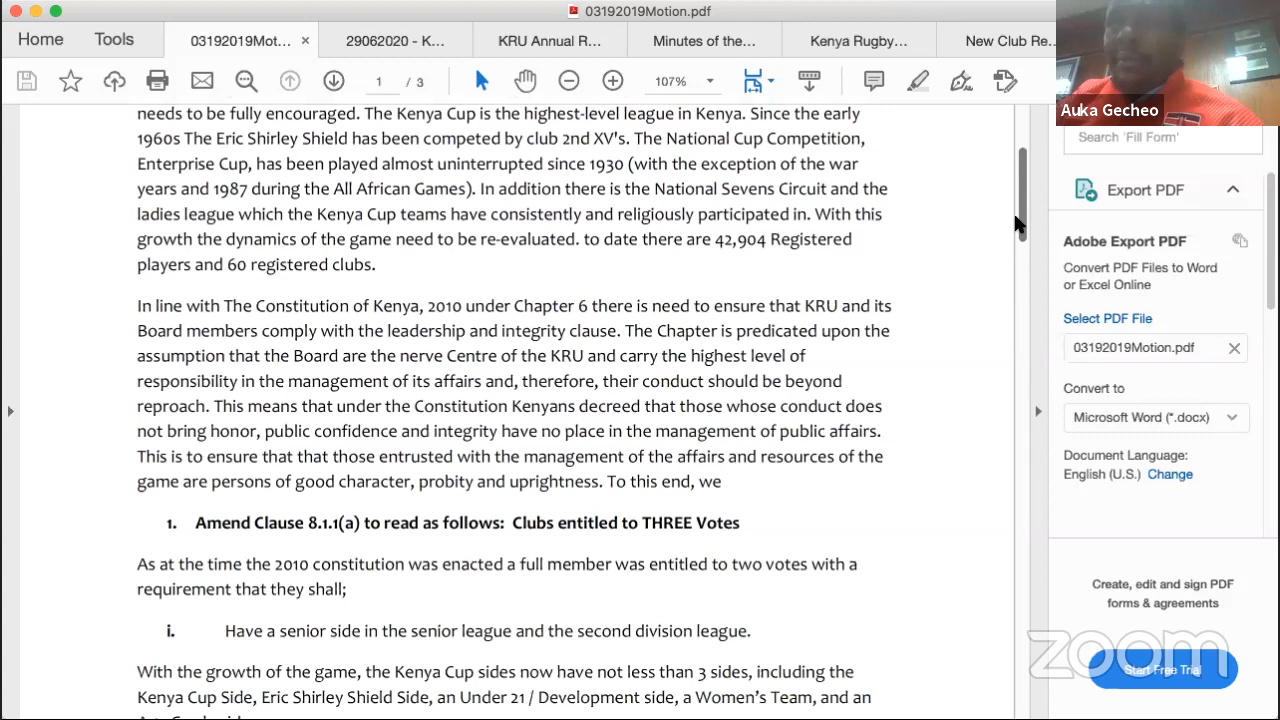 03192019Motion.pdf
Home
Tools
03192019Mot...
29062020 - K...
KRU Annual R...
Minutes of the...
Kenya Rugby...
New Club Re...
1 / 3
107%
Auka Gecheo
needs to be fully encouraged. The Kenya Cup is the highest-level league in Kenya. Since the early
1960s The Eric Shirley Shield has been competed by club 2nd XV's. The National Cup Competition,
Enterprise Cup, has been played almost uninterrupted since 1930 (with the exception of the war
years and 1987 during the All African Games). In addition there is the National Sevens Circuit and the
ladies league which the Kenya Cup teams have consistently and religiously participated in. With this
growth the dynamics of the game need to be re-evaluated. to date there are 42,904 Registered
players and 60 registered clubs.
In line with The Constitution of Kenya, 2010 under Chapter 6 there is need to ensure that KRU and its
Board members comply with the leadership and integrity clause. The Chapter is predicated upon the
assumption that the Board are the nerve Centre of the KRU and carry the highest level of
responsibility in the management of its affairs and, therefore, their conduct should be beyond
reproach. This means that under the Constitution Kenyans decreed that those whose conduct does
not bring honor, public confidence and integrity have no place in the management of public affairs.
This is to ensure that that those entrusted with the management of the affairs and resources of the
game are persons of good character, probity and uprightness. To this end, we
1. Amend Clause 8.1.1(a) to read as follows: Clubs entitled to THREE Votes
As at the time the 2010 constitution was enacted a full member was entitled to two votes with a
requirement that they shall;
i. Have a senior side in the senior league and the second division league.
With the growth of the game, the Kenya Cup sides now have not less than 3 sides, including the
Kenya Cup Side, Eric Shirley Shield Side, an Under 21 / Development side, a Women's Team, and an
Search 'Fill Form'
Export PDF
Adobe Export PDF
Convert PDF Files to Word
or Excel Online
Select PDF File
03192019Motion.pdf
Convert to
Microsoft Word (*.docx)
Document Language:
English (U.S.) Change
Create, edit and sign PDF
forms & agreements
Start Free Trial
zoom